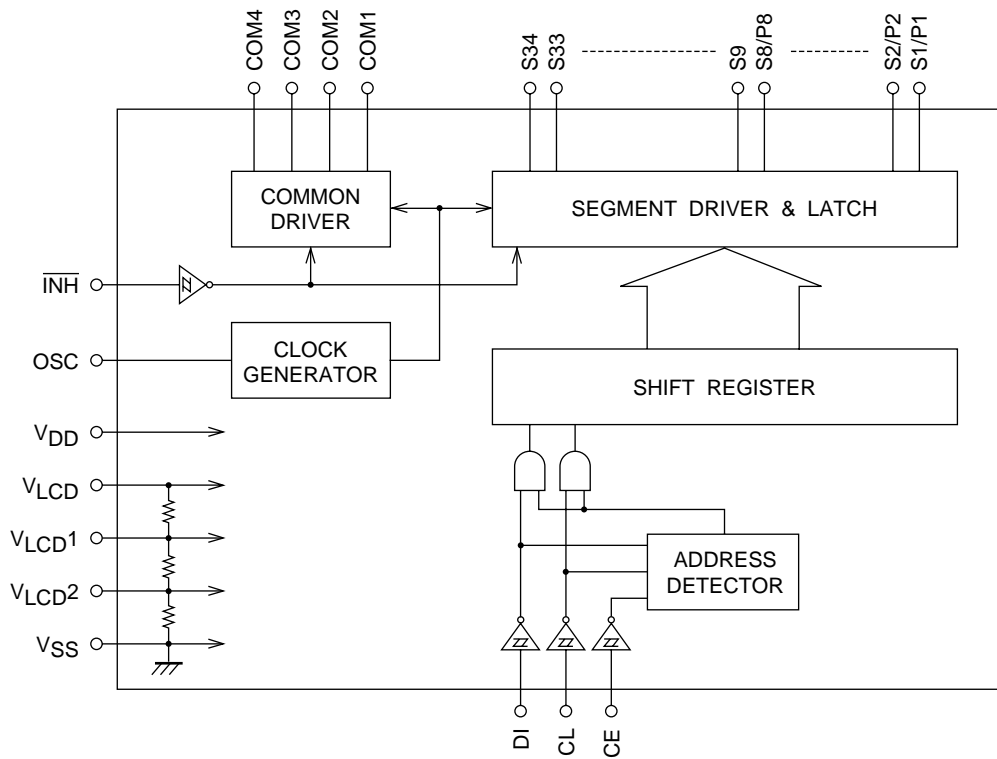 COM4
COM3
COM2
COM1
S34
S33
S9
S8/P8
S2/P2
S1/P1
COMMON
DRIVER
SEGMENT DRIVER & LATCH
INH
OSC
CLOCK
GENERATOR
SHIFT REGISTER
VDD
VLCD
VLCD1
VLCD2
VSS
ADDRESS
DETECTOR
DI
CL
CE